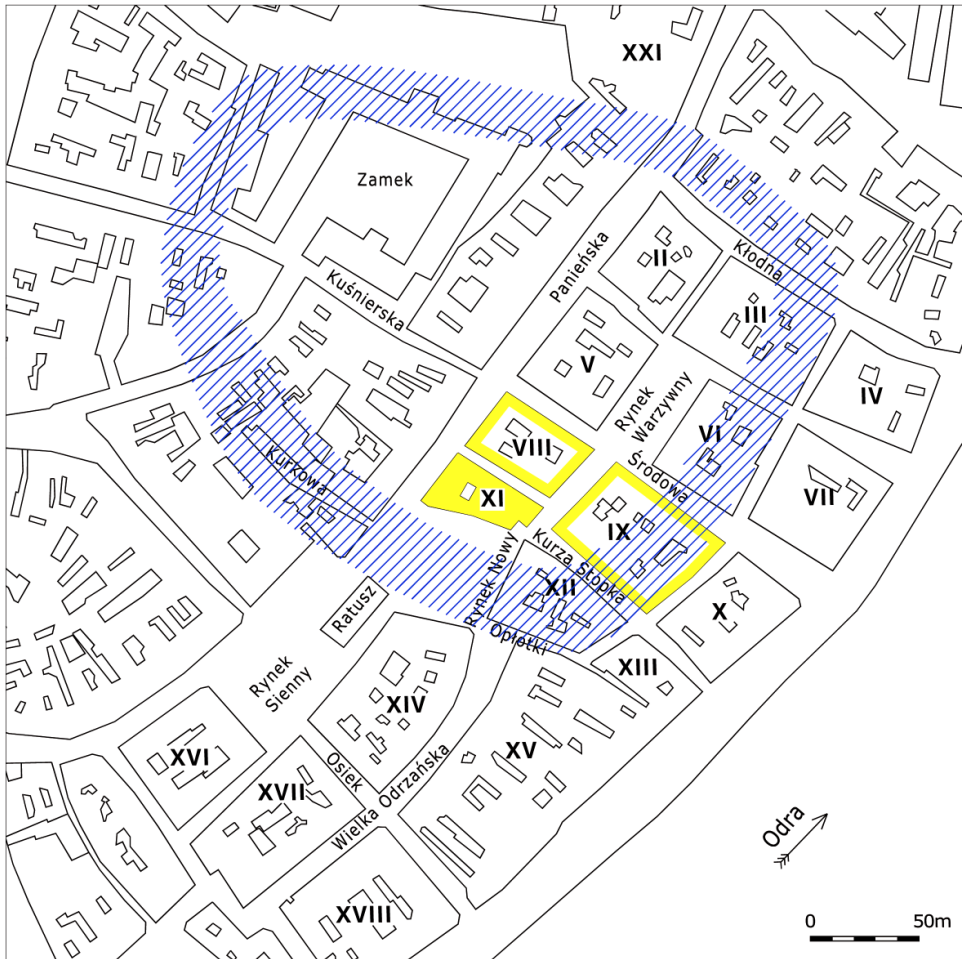 XXI
Zamek
Kłodna
II
Panieńska
III
Kuśnierska
V
IV
Rynek
Warzywny
VI
VIII
Środowa
VII
XI
IX
Kurkowa
Kurza Stopka
Rynek Nowy
XII
X
Ratusz
Opłotki
XIII
Rynek
Sienny
XIV
XV
XVI
Osiek
XVII
Wielka Odrzańska
Odra
XVIII
0
50m